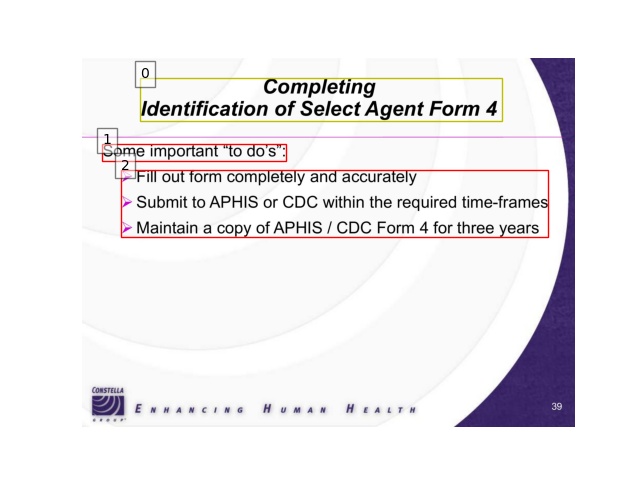 0
Completing
Identification of Select Agent Form 4
1
Some important “to do’s”:
2
Fill out form completely and accurately
Submit to APHIS or CDC within the required time-frames
Maintain a copy of APHIS / CDC Form 4 for three years
CONSTELLA
GROUP
ENHANCING HUMAN HEALTH
39